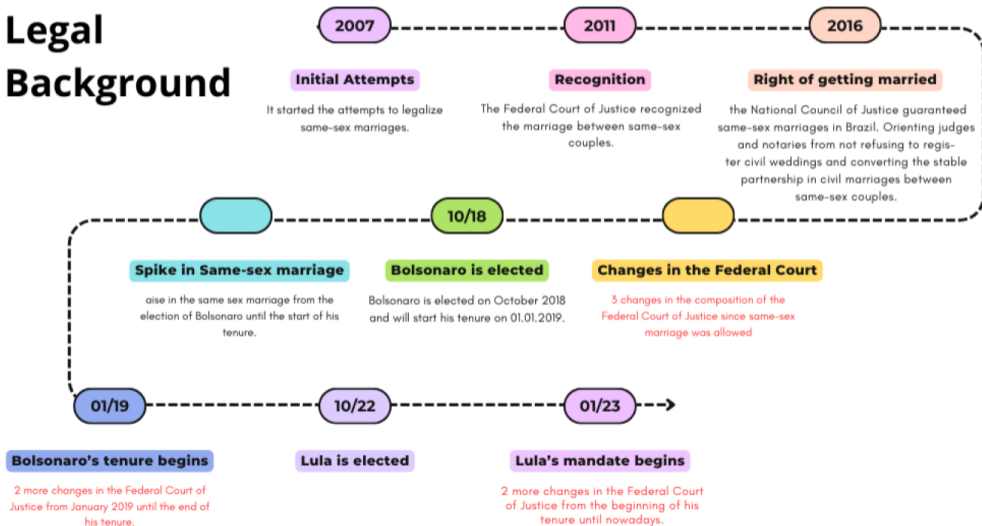 Legal
Background
2007
2011
2016
Initial Attempts
Recognition
Right of getting married
It started the attempts to legalize
same-sex marriages.
The Federal Court of Justice recognized
the marriage between same-sex
couples.
the National Council of Justice guaranteed
same-sex marriages in Brazil. Orienting judges
and notaries from not refusing to regis-
ter civil weddings and converting the stable
partnership in civil marriages between
same-sex couples.
10/18
Spike in Same-sex marriage
Bolsonaro is elected
Changes in the Federal Court
aise in the same sex marriage from the
election of Bolsonaro until the start of his
tenure.
Bolsonaro is elected on October 2018
and will start his tenure on 01.01.2019.
3 changes in the composition of the
Federal Court of Justice since same-sex
marriage was allowed
01/19
10/22
01/23
Bolsonaro's tenure begins
Lula is elected
Lula's mandate begins
2 more changes in the Federal Court of
Justice from January 2019 until the end of
his tenure.
2 more changes in the Federal Court
of Justice from the beginning of his
tenure until nowadays.